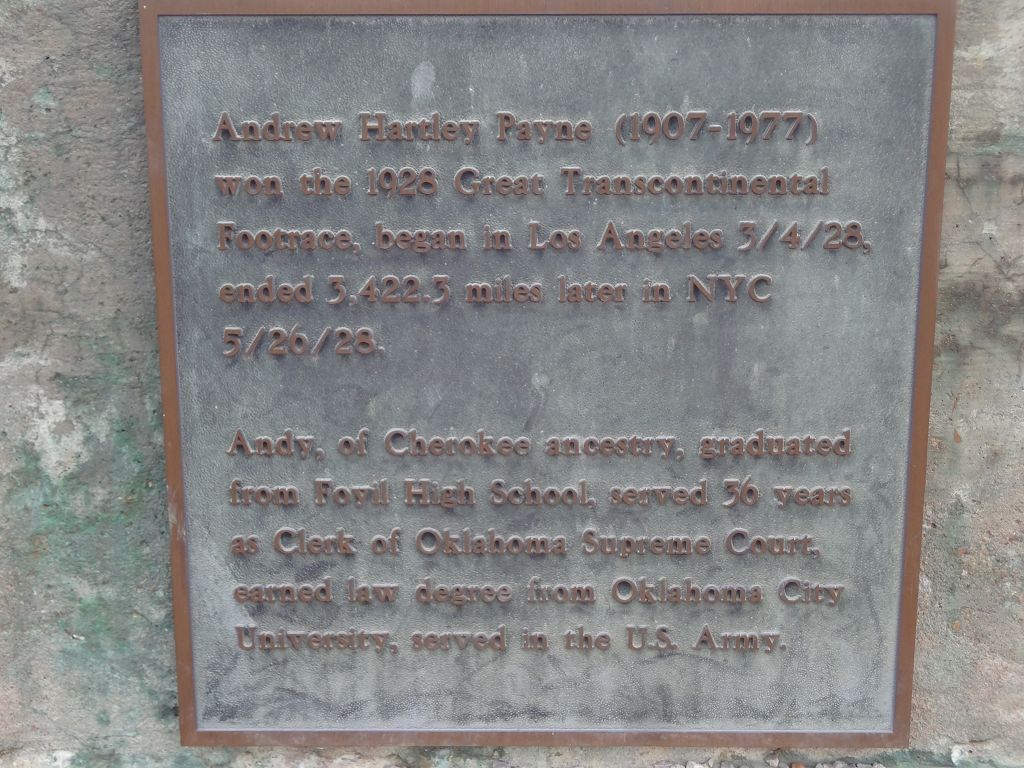 Andrew Hartley Payne (1907-1977)
won the 1928 Great Transcontinental
Footrace, began in Los Angeles 3/4/28,
ended 3,422.3 miles later in NYC
5/26/28.
Andy, of Cherokee ancestry, graduated
from Foyil High School, served 36 years
as Clerk of Oklahoma Supreme Court,
earned law degree from Oklahoma City
University, served in the U.S. Army.